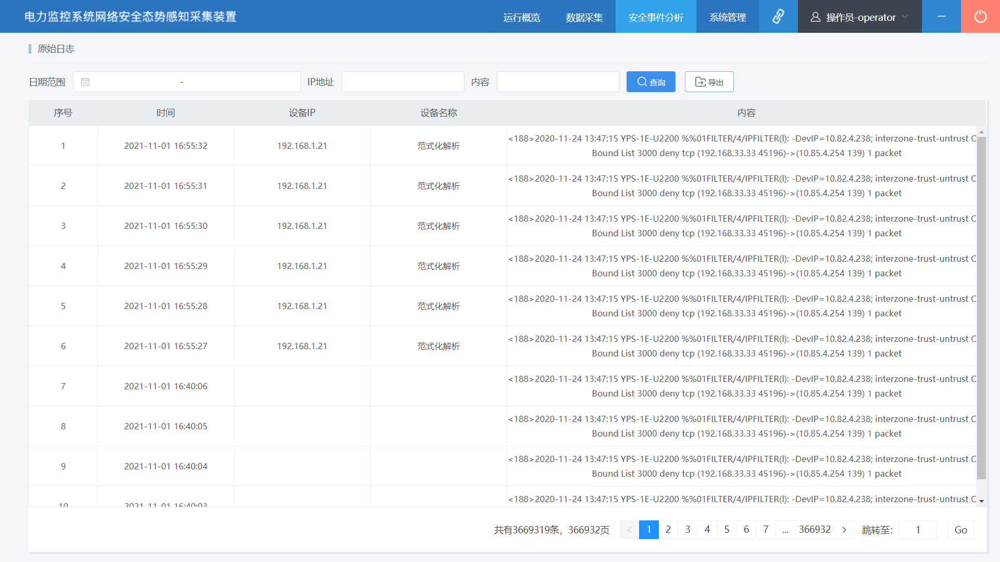 电力监控系统网络安全态势感知采集装置
运行概览 数据采集 安全事件分析 系统管理 操作员-operator
原始日志
日期范围 - IP地址 内容 查询 导出
序号 时间 设备IP 设备名称 内容
1 2021-11-01 16:55:32 192.168.1.21 范式化解析 <188>2020-11-24 13:47:15 YPS-1E-U2200 %%01FILTER/4/IPFILTER(l): -DevIP=10.82.4.238; interzone-trust-untrust
Bound List 3000 deny tcp (192.168.33.33 45196)->(10.85.4.254 139) 1 packet
2 2021-11-01 16:55:31 192.168.1.21 范式化解析 <188>2020-11-24 13:47:15 YPS-1E-U2200 %%01FILTER/4/IPFILTER(l): -DevIP=10.82.4.238; interzone-trust-untrust
Bound List 3000 deny tcp (192.168.33.33 45196)->(10.85.4.254 139) 1 packet
3 2021-11-01 16:55:30 192.168.1.21 范式化解析 <188>2020-11-24 13:47:15 YPS-1E-U2200 %%01FILTER/4/IPFILTER(l): -DevIP=10.82.4.238; interzone-trust-untrust
Bound List 3000 deny tcp (192.168.33.33 45196)->(10.85.4.254 139) 1 packet
4 2021-11-01 16:55:29 192.168.1.21 范式化解析 <188>2020-11-24 13:47:15 YPS-1E-U2200 %%01FILTER/4/IPFILTER(l): -DevIP=10.82.4.238; interzone-trust-untrust
Bound List 3000 deny tcp (192.168.33.33 45196)->(10.85.4.254 139) 1 packet
5 2021-11-01 16:55:28 192.168.1.21 范式化解析 <188>2020-11-24 13:47:15 YPS-1E-U2200 %%01FILTER/4/IPFILTER(l): -DevIP=10.82.4.238; interzone-trust-untrust
Bound List 3000 deny tcp (192.168.33.33 45196)->(10.85.4.254 139) 1 packet
6 2021-11-01 16:55:27 192.168.1.21 范式化解析 <188>2020-11-24 13:47:15 YPS-1E-U2200 %%01FILTER/4/IPFILTER(l): -DevIP=10.82.4.238; interzone-trust-untrust
Bound List 3000 deny tcp (192.168.33.33 45196)->(10.85.4.254 139) 1 packet
7 2021-11-01 16:40:06 <188>2020-11-24 13:47:15 YPS-1E-U2200 %%01FILTER/4/IPFILTER(l): -DevIP=10.82.4.238; interzone-trust-untrust
Bound List 3000 deny tcp (192.168.33.33 45196)->(10.85.4.254 139) 1 packet
8 2021-11-01 16:40:05 <188>2020-11-24 13:47:15 YPS-1E-U2200 %%01FILTER/4/IPFILTER(l): -DevIP=10.82.4.238; interzone-trust-untrust
Bound List 3000 deny tcp (192.168.33.33 45196)->(10.85.4.254 139) 1 packet
9 2021-11-01 16:40:04 <188>2020-11-24 13:47:15 YPS-1E-U2200 %%01FILTER/4/IPFILTER(l): -DevIP=10.82.4.238; interzone-trust-untrust
Bound List 3000 deny tcp (192.168.33.33 45196)->(10.85.4.254 139) 1 packet
10 2021-11-01 16:40:03 <188>2020-11-24 13:47:15 YPS-1E-U2200 %%01FILTER/4/IPFILTER(l): -DevIP=10.82.4.238; interzone-trust-untrust
共有3669319条，366932页 < 1 2 3 4 5 6 7 ... 366932 > 跳转至: 1 Go